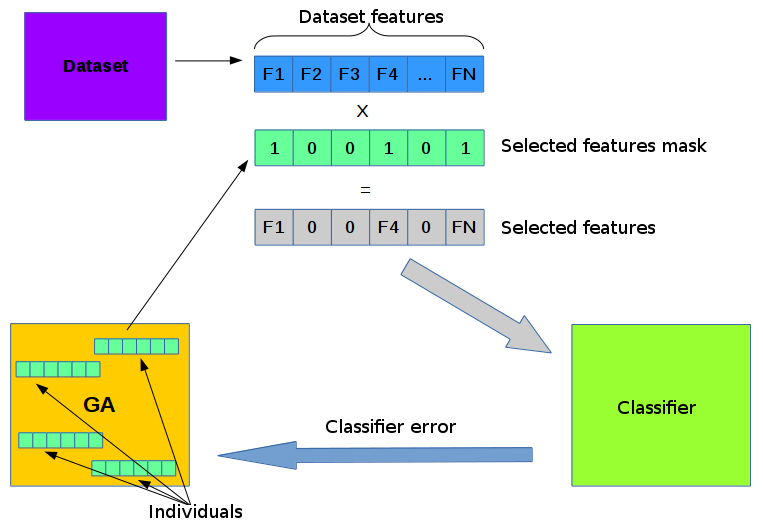 Dataset features
Dataset
F1 F2 F3 F4 ... FN
X
1 0 0 1 0 1
Selected features mask
=
F1 0 0 F4 0 FN
Selected features
GA
Classifier
Classifier error
Individuals